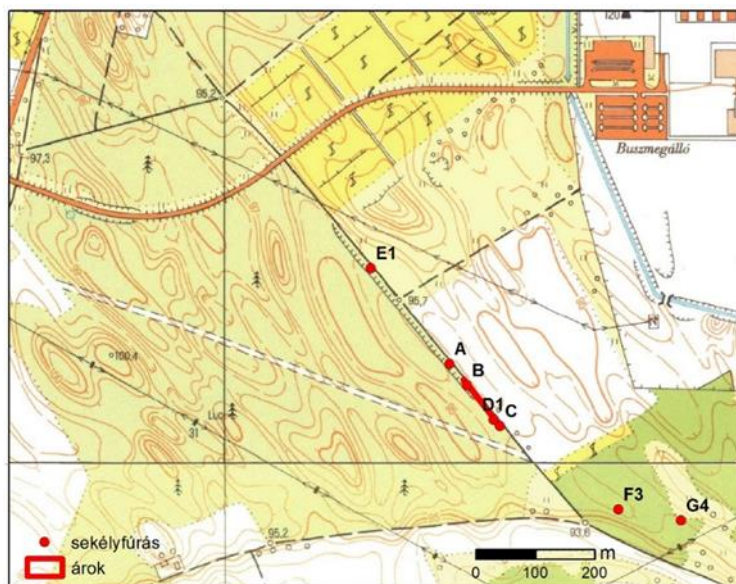 120
95,2
97,3
Buszmegálló
E1
95,7
A
B
100,4
D1
C
31
F3
G4
95,2
93,6
sekélyfúrás
árok
m
0 100 200